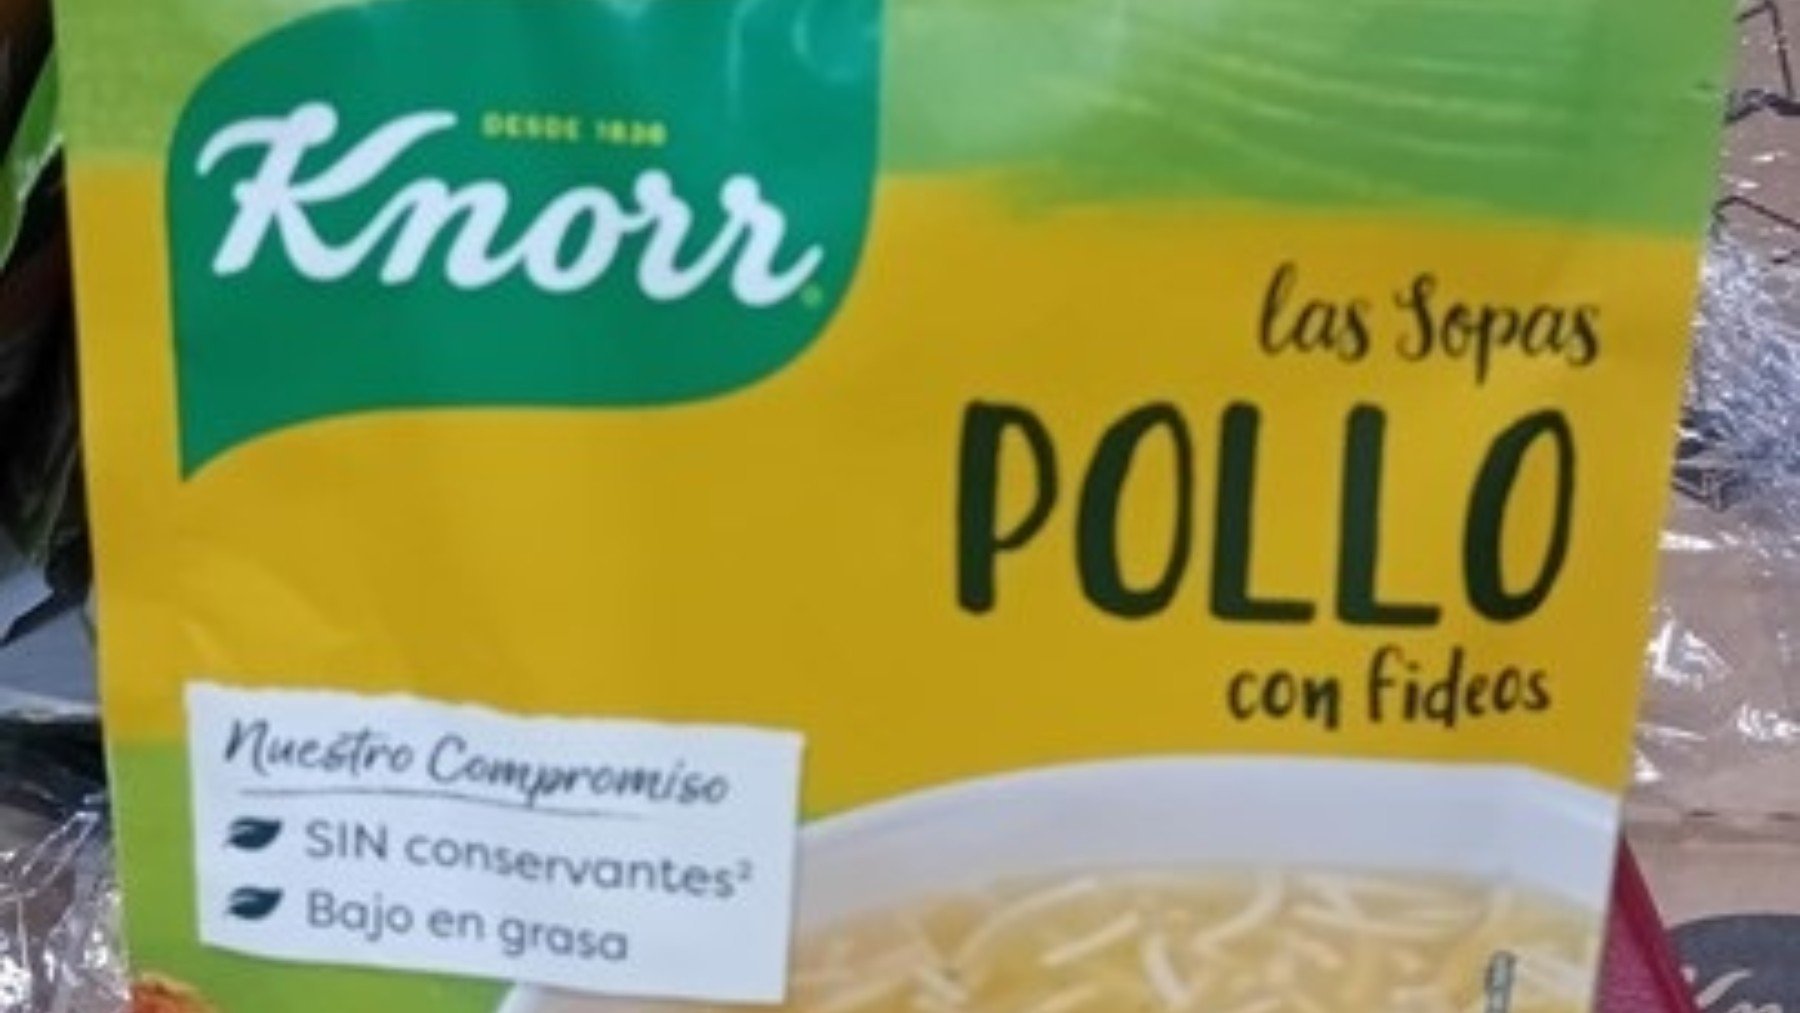 DESDE 1838
Knorr
las Sopas
POLLO
con fideos
Nuestro Compromiso
SIN conservantes²
Bajo en grasa